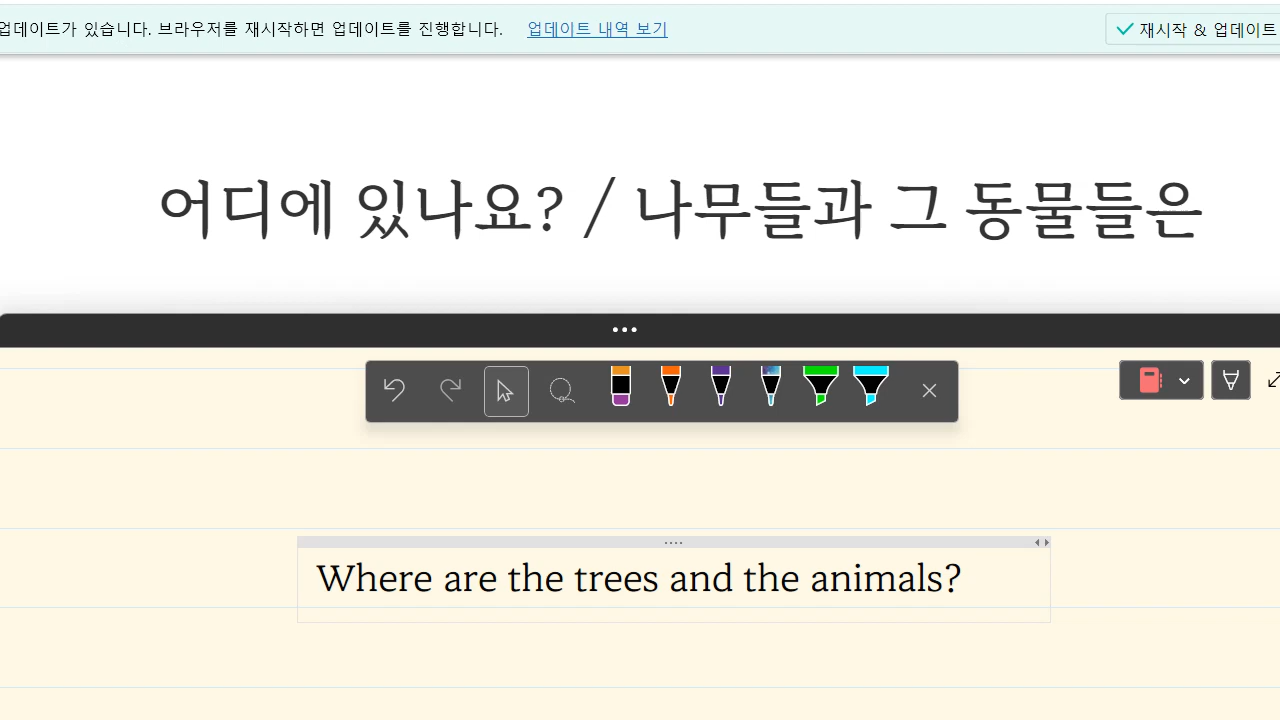 업데이트가 있습니다. 브라우저를 재시작하면 업데이트를 진행합니다. 업데이트 내역 보기 재시작 & 업데이트
어디에 있나요? / 나무들과 그 동물들은
Where are the trees and the animals?